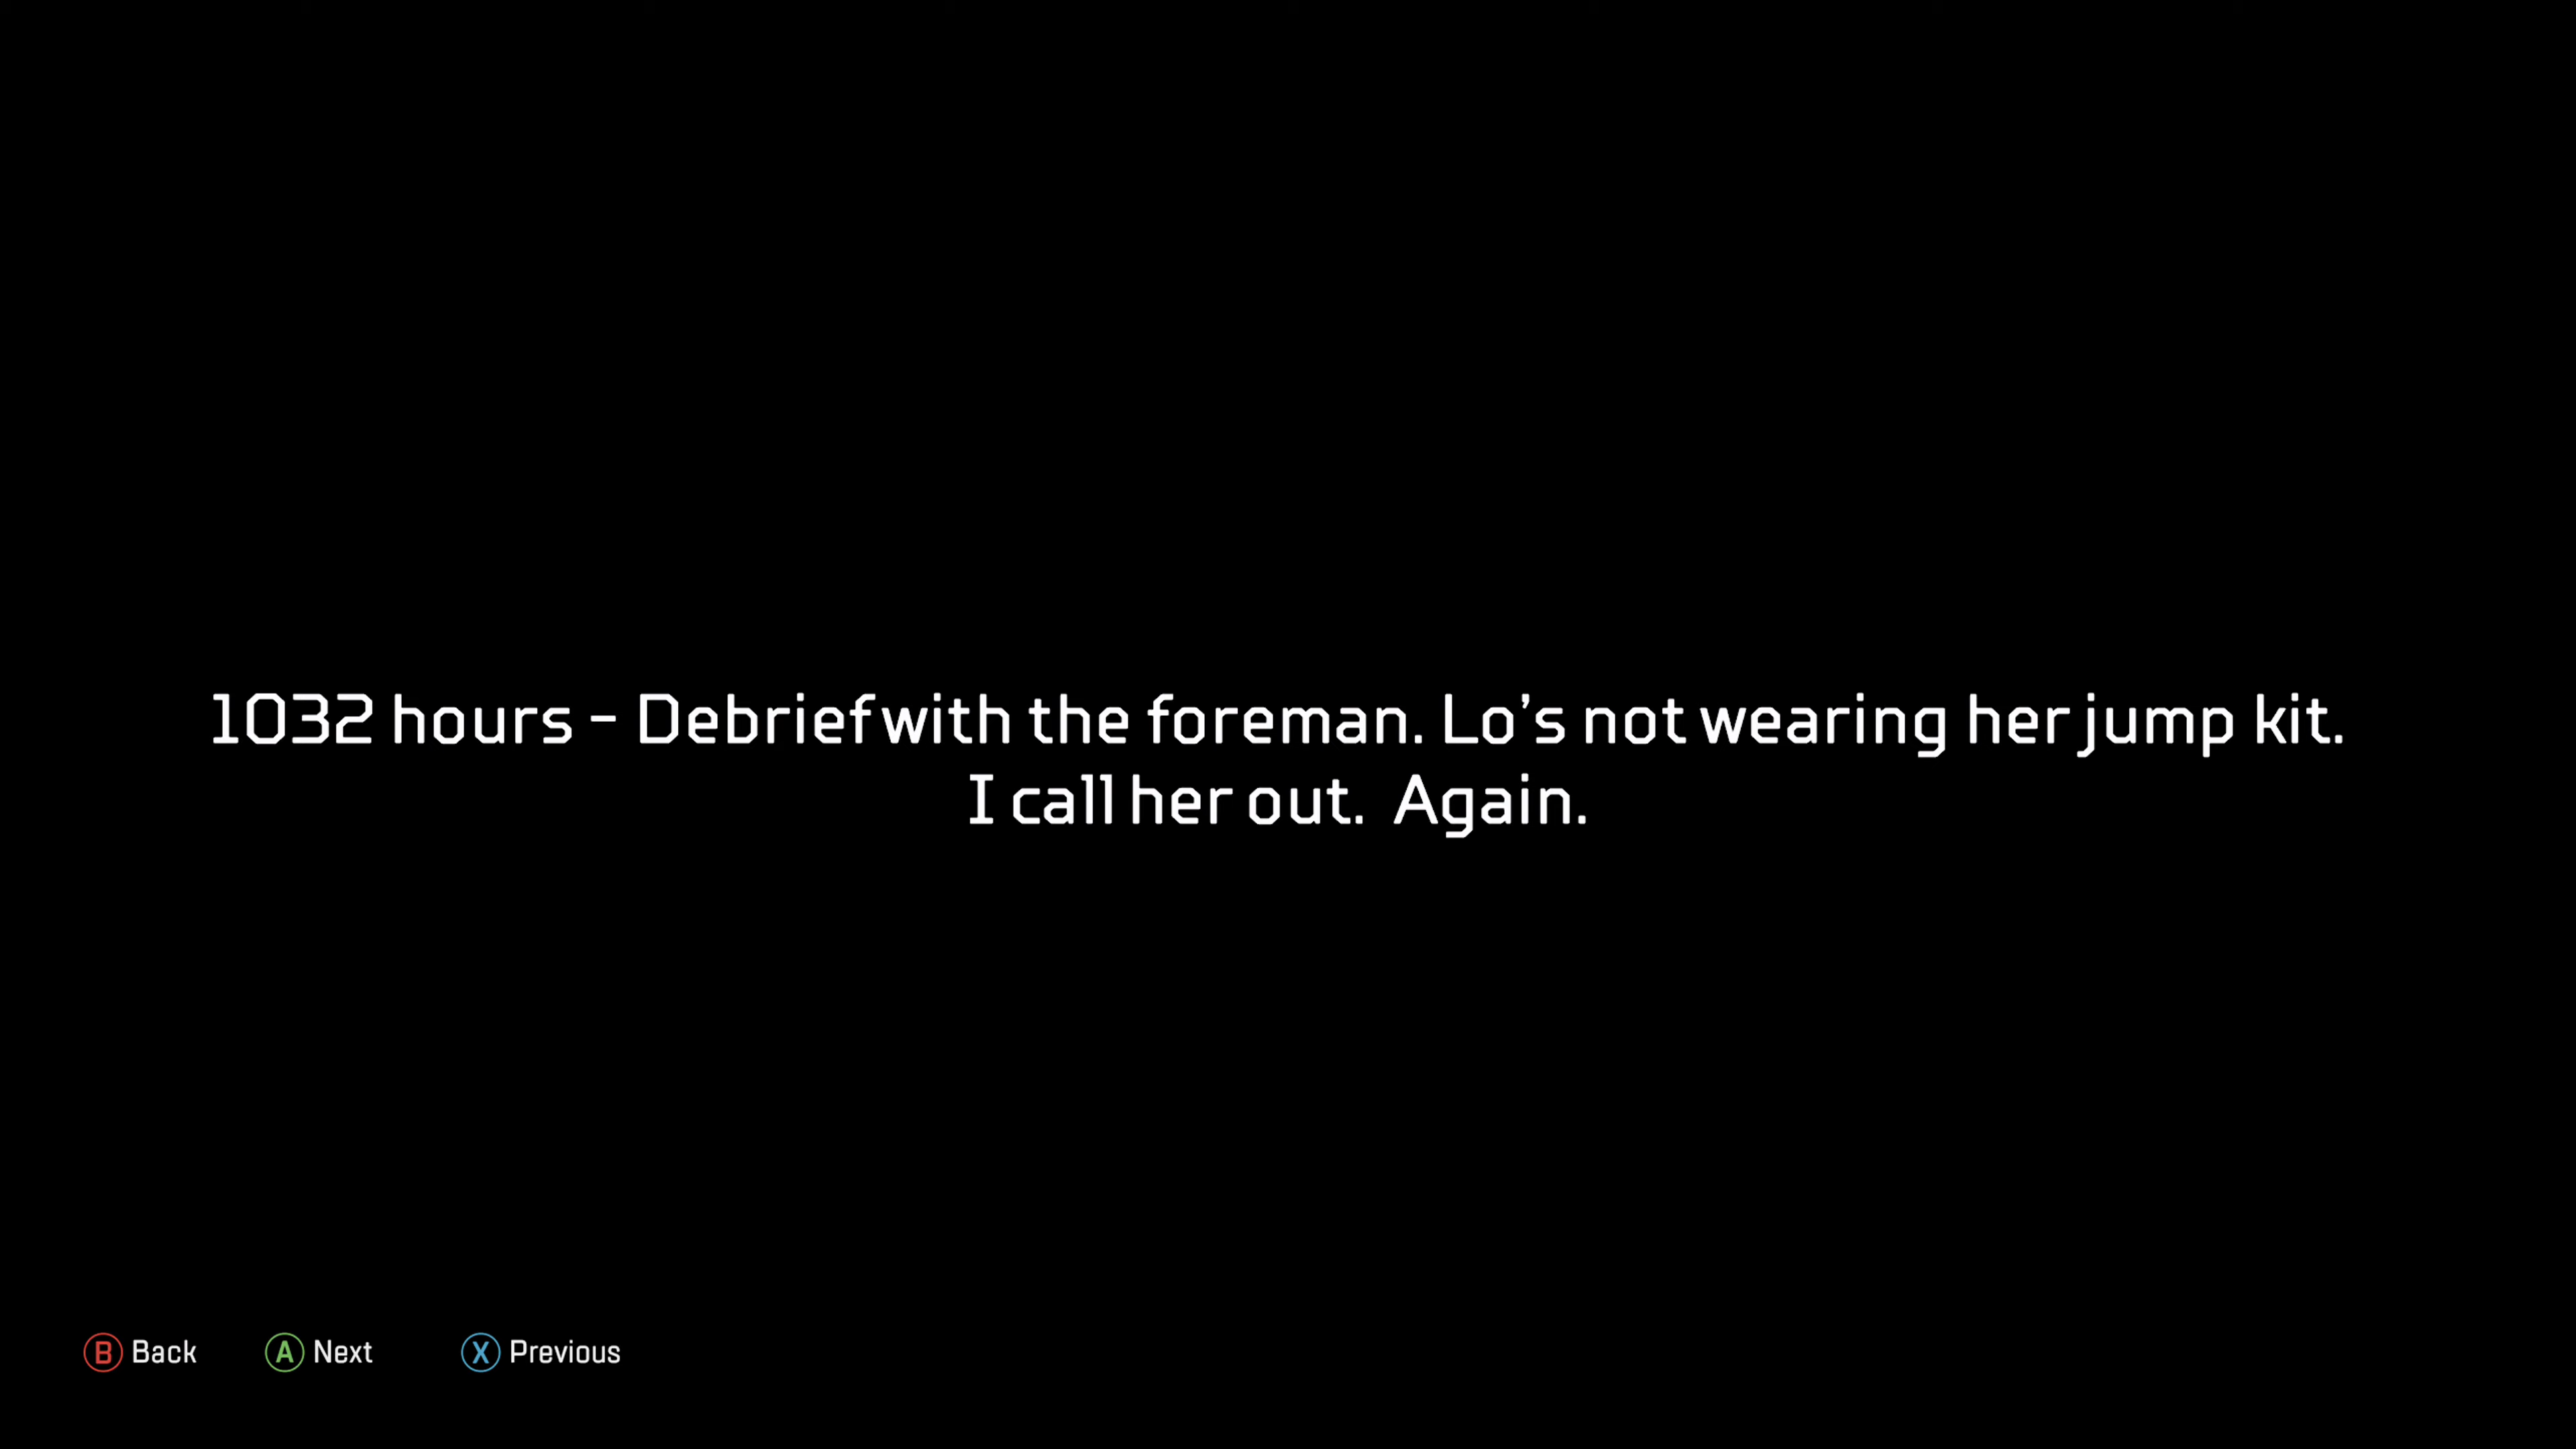 1032 hours – Debrief with the foreman. Lo’s not wearing her jump kit.
I call her out.  Again.
B Back A Next X Previous